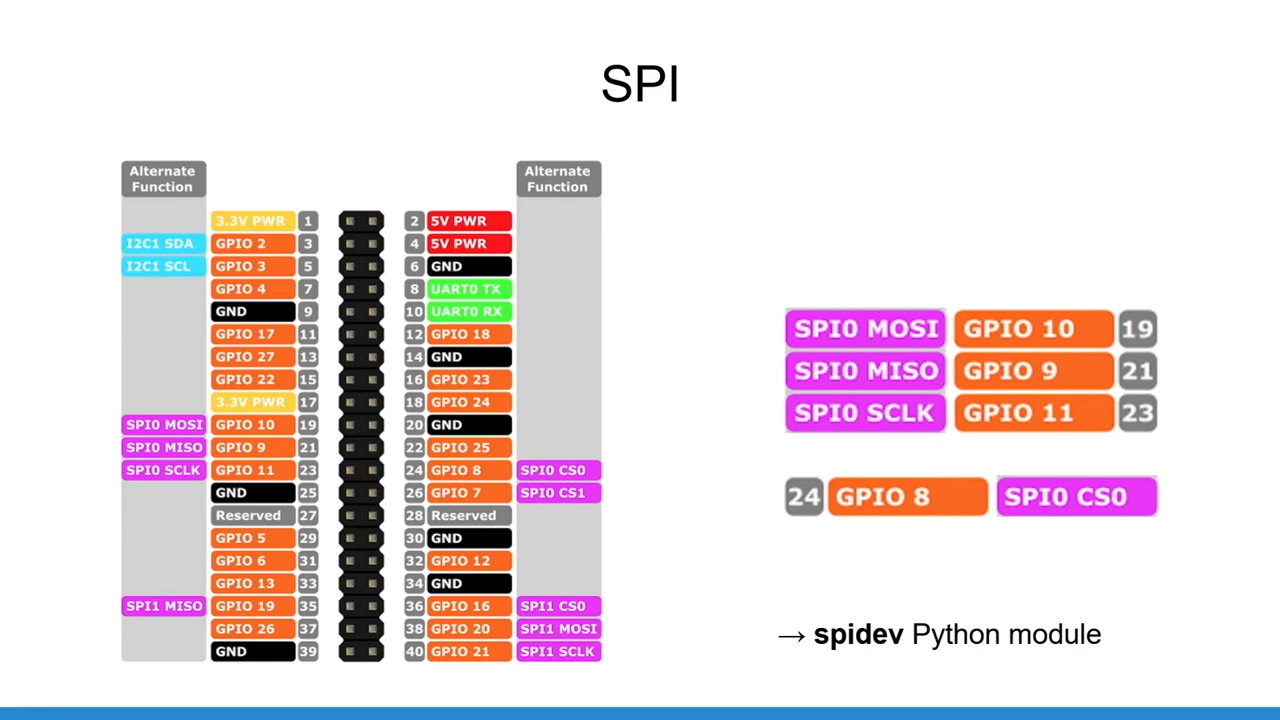 SPI
Alternate
Function
Alternate
Function
3.3V PWR 1 2 5V PWR
I2C1 SDA GPIO 2 3 4 5V PWR
I2C1 SCL GPIO 3 5 6 GND
GPIO 4 7 8 UART0 TX
GND 9 10 UART0 RX
GPIO 17 11 12 GPIO 18
GPIO 27 13 14 GND
GPIO 22 15 16 GPIO 23
3.3V PWR 17 18 GPIO 24
SPI0 MOSI GPIO 10 19 20 GND
SPI0 MISO GPIO 9 21 22 GPIO 25
SPI0 SCLK GPIO 11 23 24 GPIO 8 SPI0 CS0
GND 25 26 GPIO 7 SPI0 CS1
Reserved 27 28 Reserved
GPIO 5 29 30 GND
GPIO 6 31 32 GPIO 12
GPIO 13 33 34 GND
SPI1 MISO GPIO 19 35 36 GPIO 16 SPI1 CS0
GPIO 26 37 38 GPIO 20 SPI1 MOSI
GND 39 40 GPIO 21 SPI1 SCLK
SPI0 MOSI GPIO 10 19
SPI0 MISO GPIO 9 21
SPI0 SCLK GPIO 11 23
24 GPIO 8 SPI0 CS0
→ spidev Python module